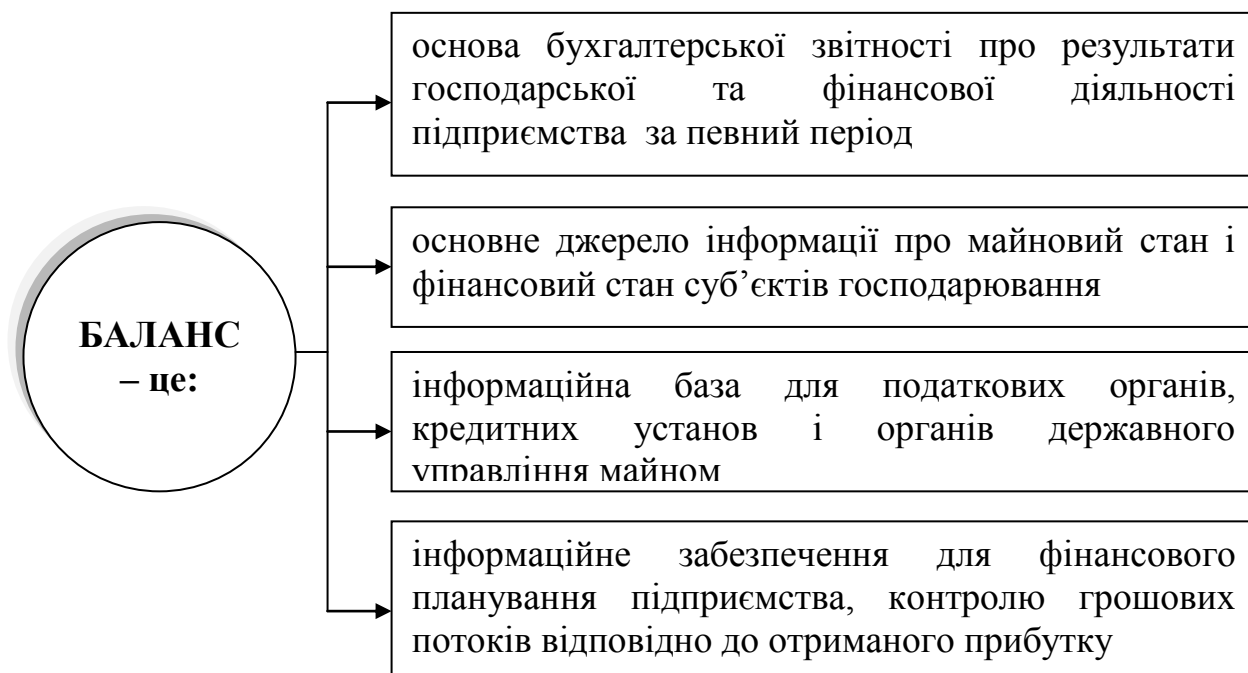 БАЛАНС
– це:
основа бухгалтерської звітності про результати
господарської та фінансової діяльності
підприємства за певний період
основне джерело інформації про майновий стан і
фінансовий стан суб’єктів господарювання
інформаційна база для податкових органів,
кредитних установ і органів державного
управління майном
інформаційне забезпечення для фінансового
планування підприємства, контролю грошових
потоків відповідно до отриманого прибутку